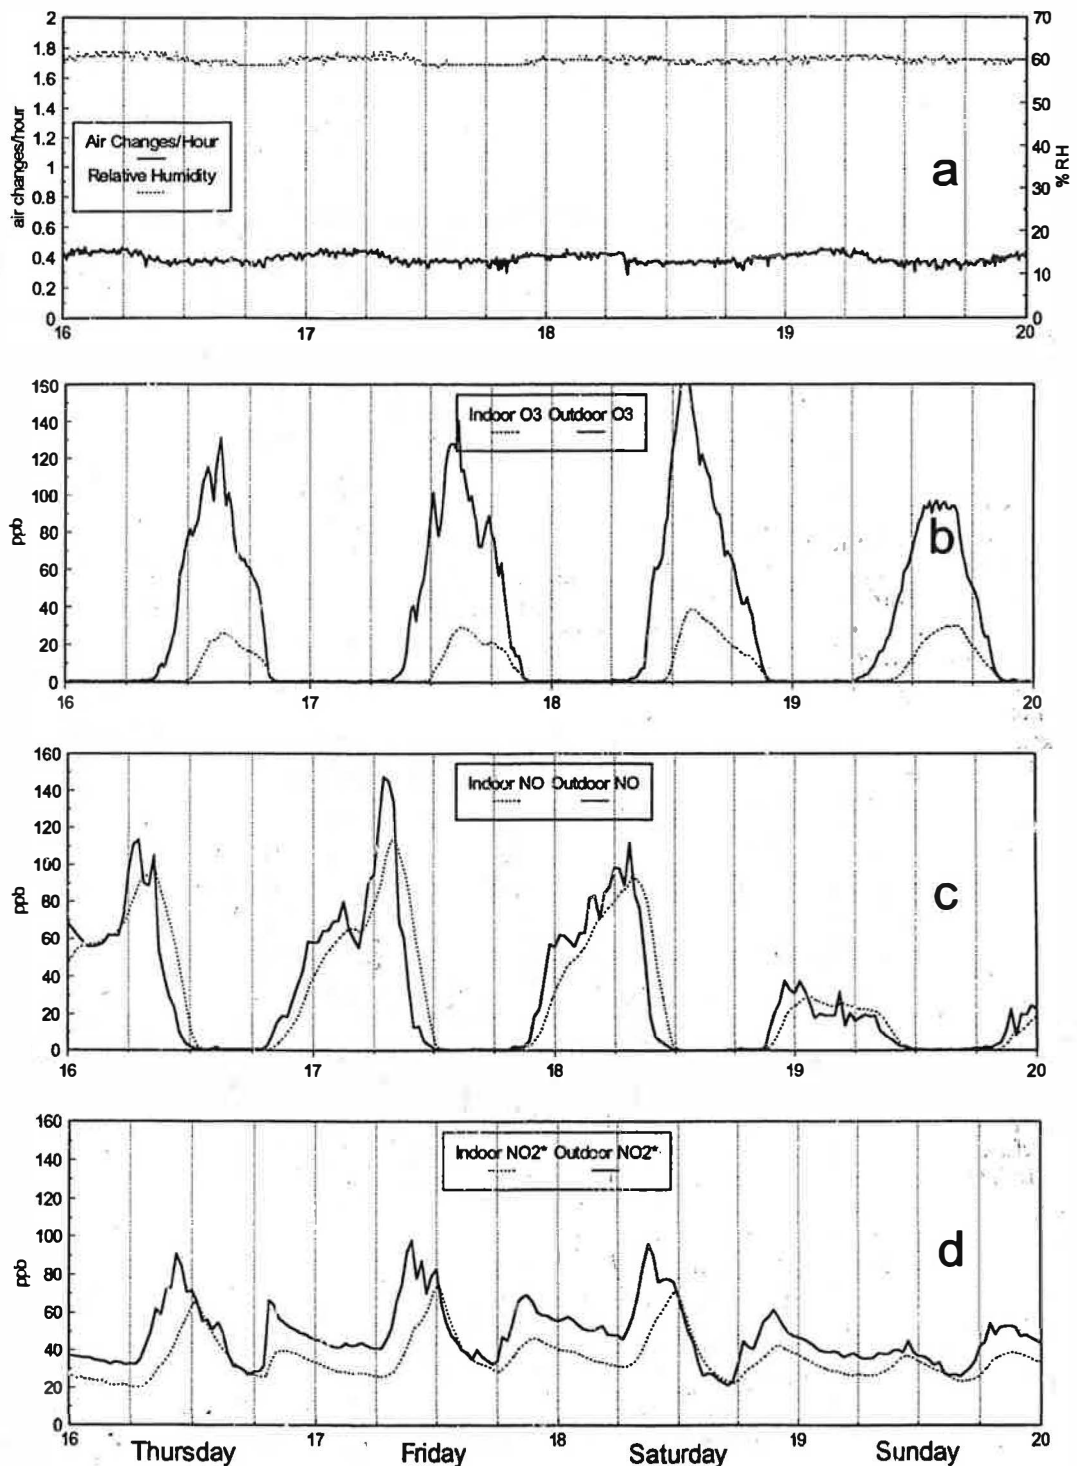 2
1.8
1.6
1.4
1.2
1
0.8
0.6
0.4
0.2
0
air changes/hour
70
60
50
40
30
20
10
0
% RH
Air Changes/Hour
Relative Humidity
a
16 17 18 19 20
160
140
120
100
80
60
40
20
0
ppb
Indoor O3 Outdoor O3
b
16 17 18 19 20
160
140
120
100
80
60
40
20
0
ppb
Indoor NO Outdoor NO
c
16 17 18 19 20
160
140
120
100
80
60
40
20
0
ppb
Indoor NO2* Outdoor NO2*
d
16 17 18 19 20
Thursday Friday Saturday Sunday